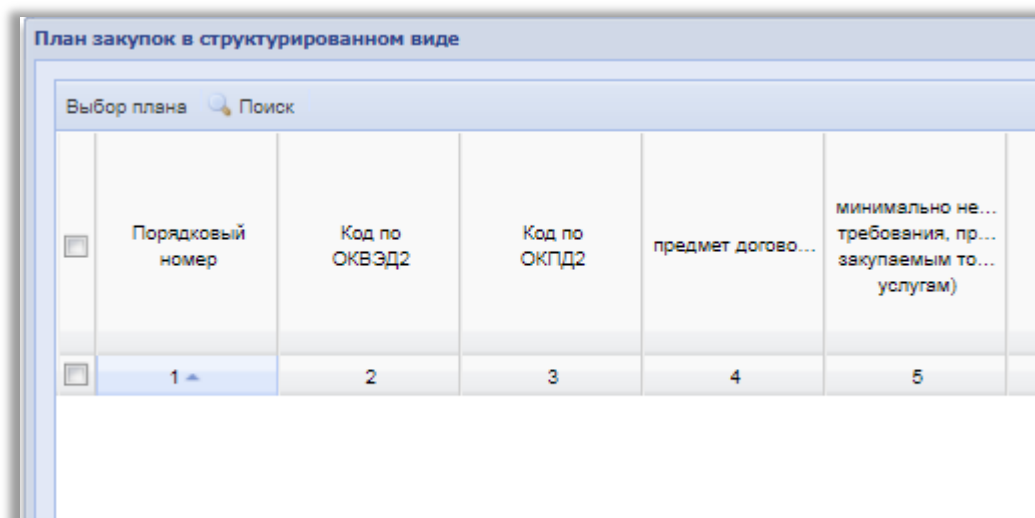 План закупок в структурированном виде
Выбор плана Поиск
Порядковый
номер
Код по
ОКВЭД2
Код по
ОКПД2
предмет догово...
минимально не...
требования, пр...
закупаемым то...
услугам)
1 2 3 4 5